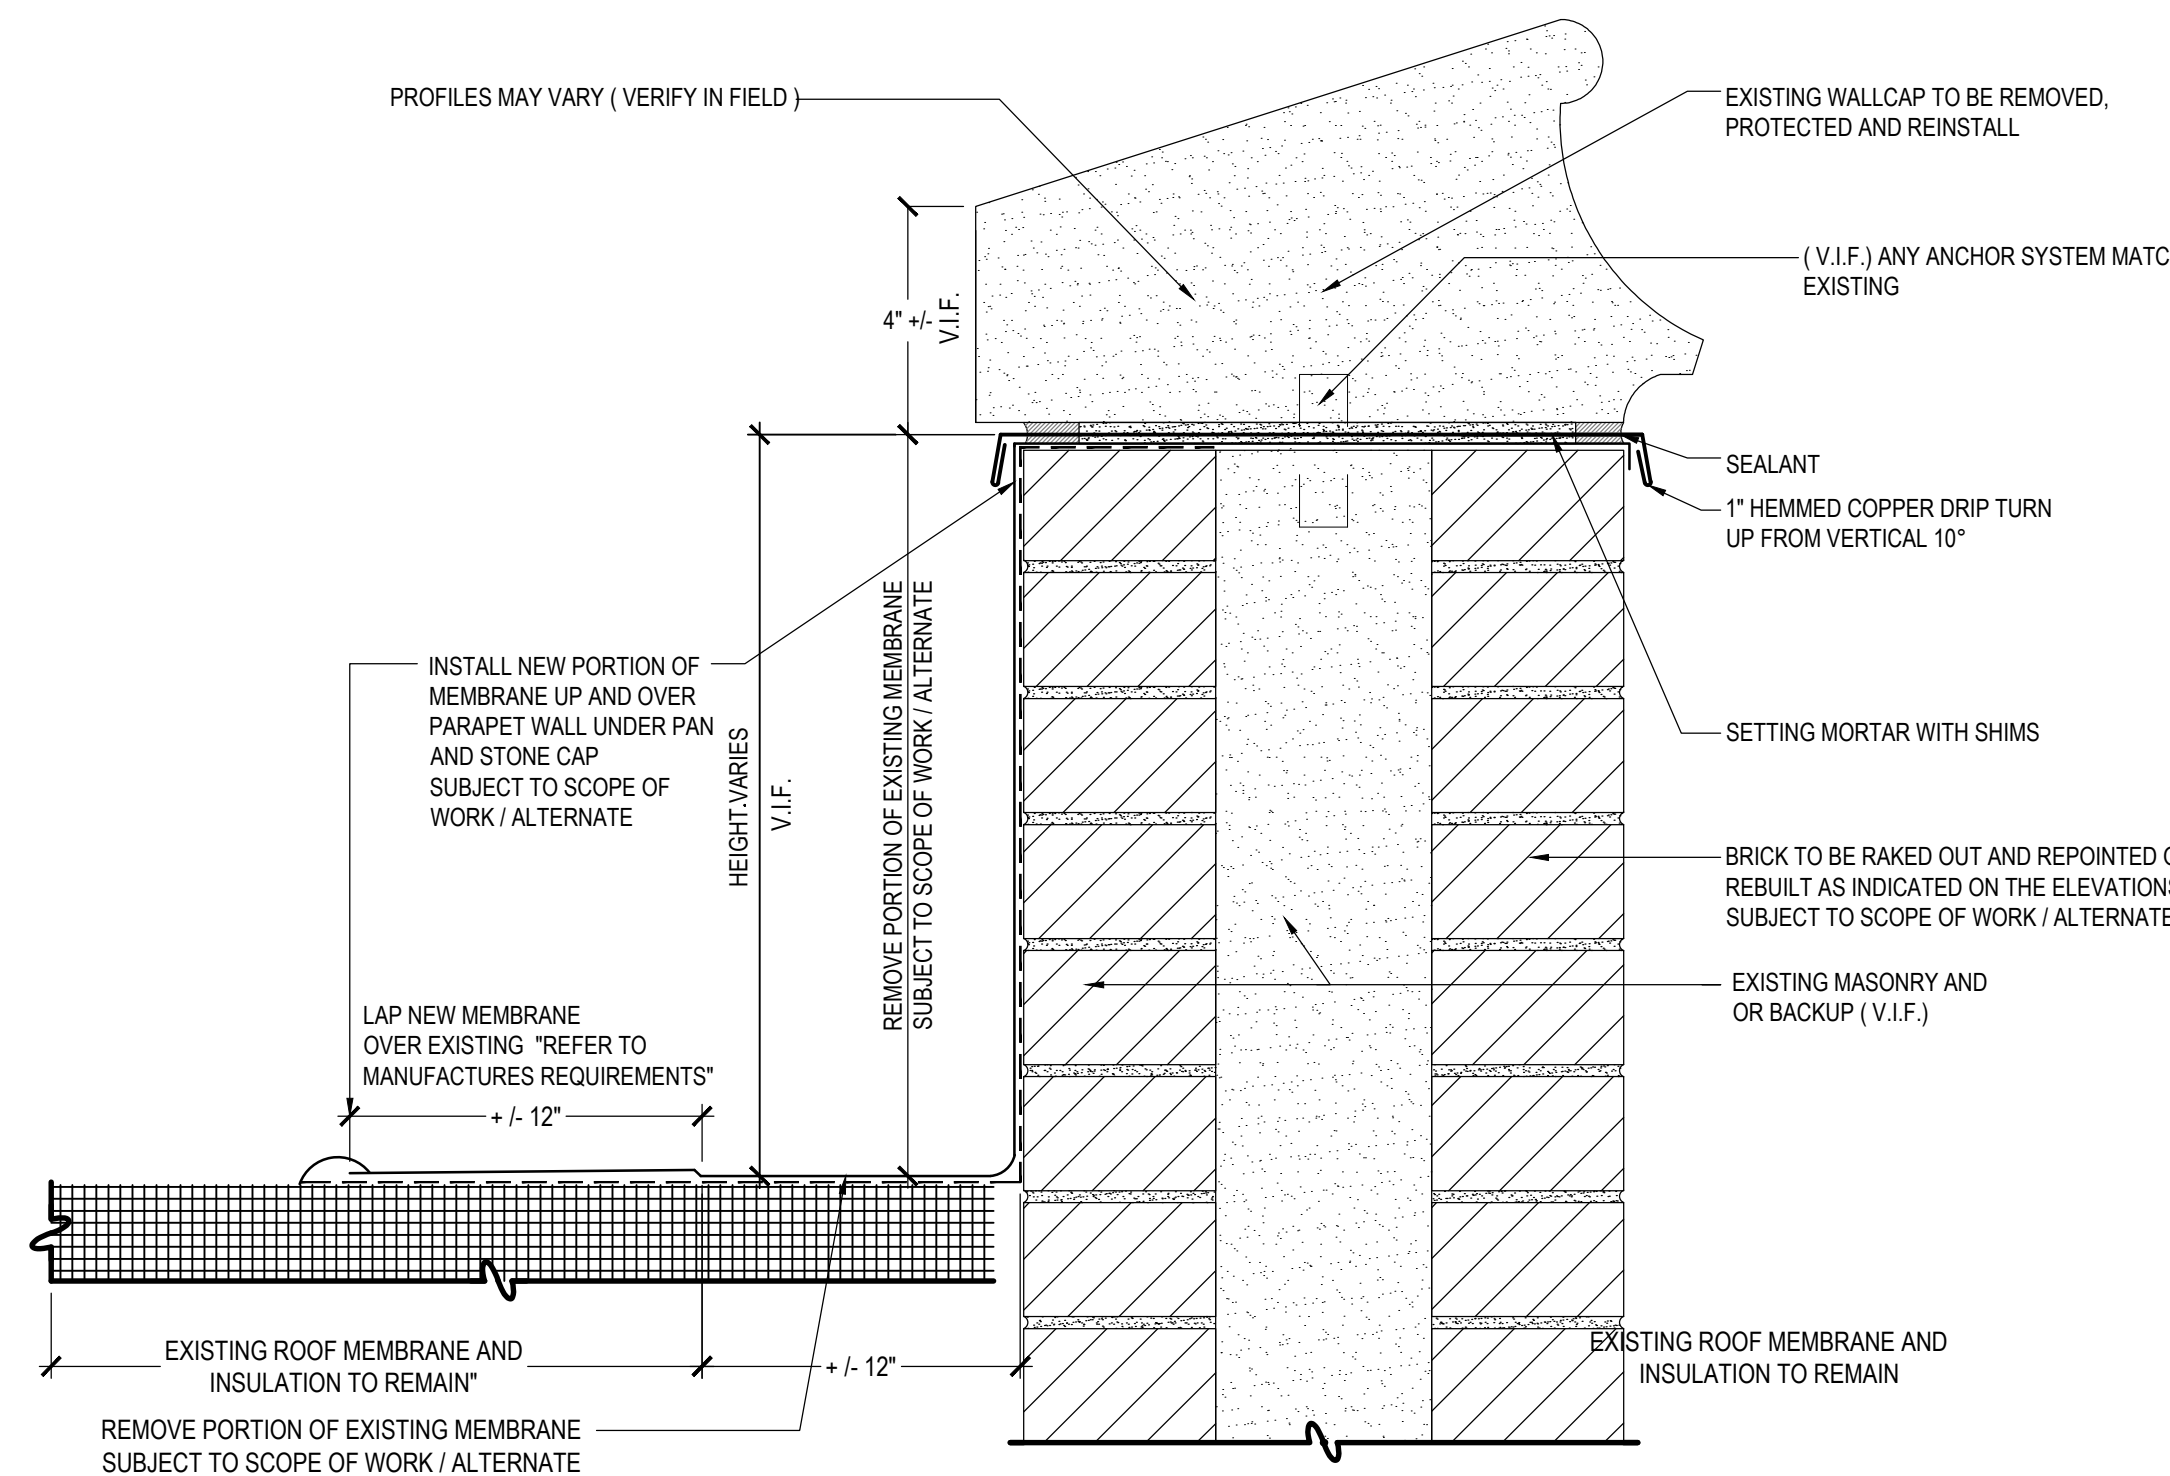 PROFILES MAY VARY ( VERIFY IN FIELD )
EXISTING WALLCAP TO BE REMOVED,
PROTECTED AND REINSTALL
( V.I.F.) ANY ANCHOR SYSTEM MATC
EXISTING
4" +/-
V.I.F.
SEALANT
1" HEMMED COPPER DRIP TURN
UP FROM VERTICAL 10°
INSTALL NEW PORTION OF
MEMBRANE UP AND OVER
PARAPET WALL UNDER PAN
AND STONE CAP
SUBJECT TO SCOPE OF
WORK / ALTERNATE
HEIGHT.VARIES
V.I.F.
REMOVE PORTION OF EXISTING MEMBRANE
SUBJECT TO SCOPE OF WORK / ALTERNATE
SETTING MORTAR WITH SHIMS
BRICK TO BE RAKED OUT AND REPOINTED
REBUILT AS INDICATED ON THE ELEVATIONS
SUBJECT TO SCOPE OF WORK / ALTERNATE
EXISTING MASONRY AND
OR BACKUP ( V.I.F.)
LAP NEW MEMBRANE
OVER EXISTING "REFER TO
MANUFACTURES REQUIREMENTS"
+ /- 12"
EXISTING ROOF MEMBRANE AND
INSULATION TO REMAIN"
+ /- 12"
EXISTING ROOF MEMBRANE AND
INSULATION TO REMAIN
REMOVE PORTION OF EXISTING MEMBRANE
SUBJECT TO SCOPE OF WORK / ALTERNATE